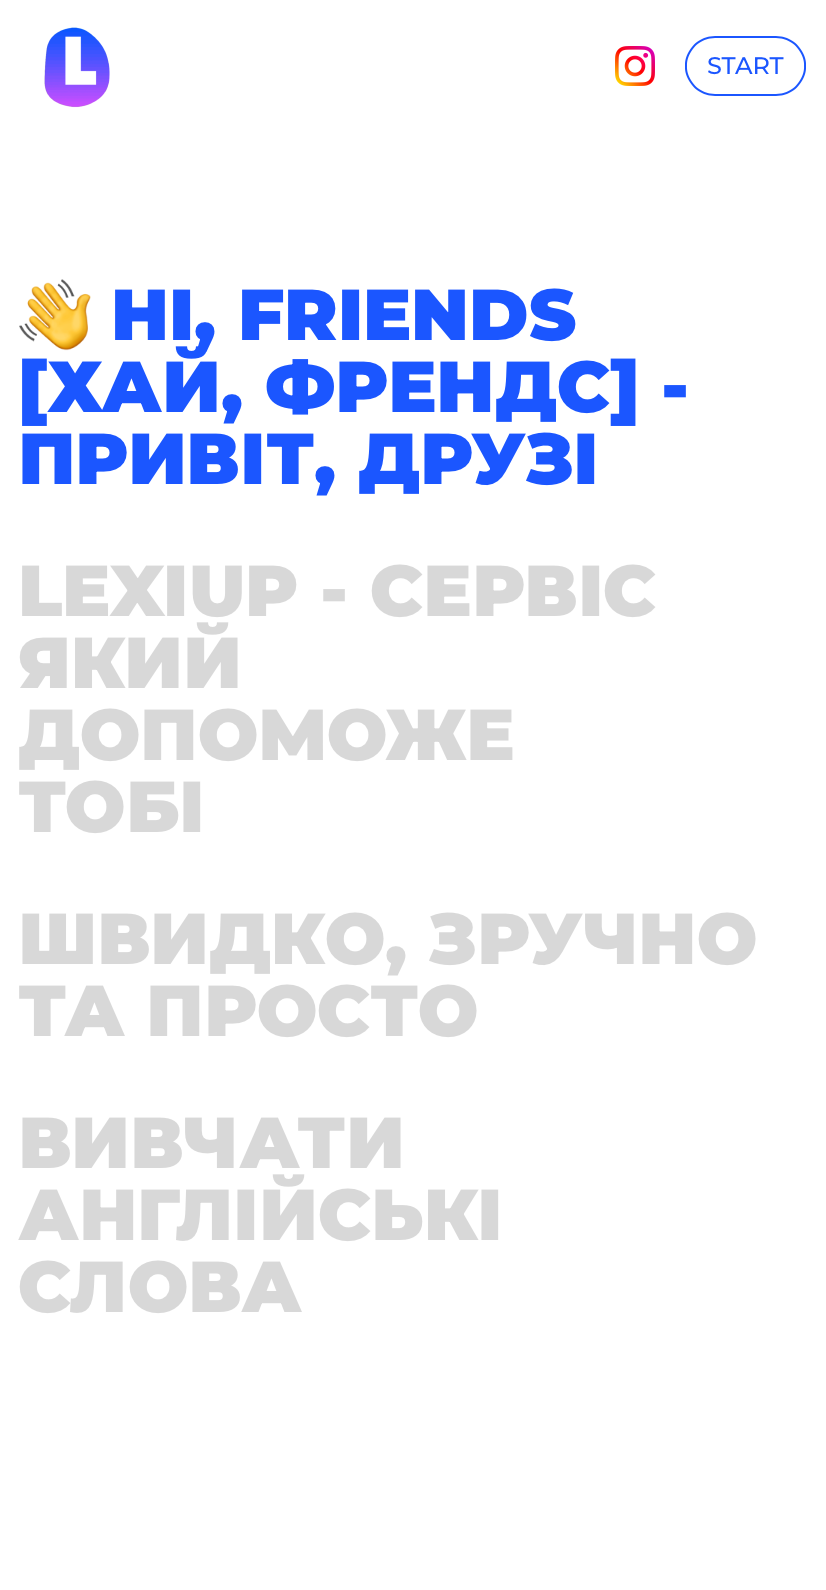 L
START
👋 HI, FRIENDS
[ХАЙ, ФРЕНДС] -
ПРИВІТ, ДРУЗІ
LEXIUP - СЕРВІС
ЯКИЙ
ДОПОМОЖЕ
ТОБІ
ШВИДКО, ЗРУЧНО
ТА ПРОСТО
ВИВЧАТИ
АНГЛІЙСЬКІ
СЛОВА